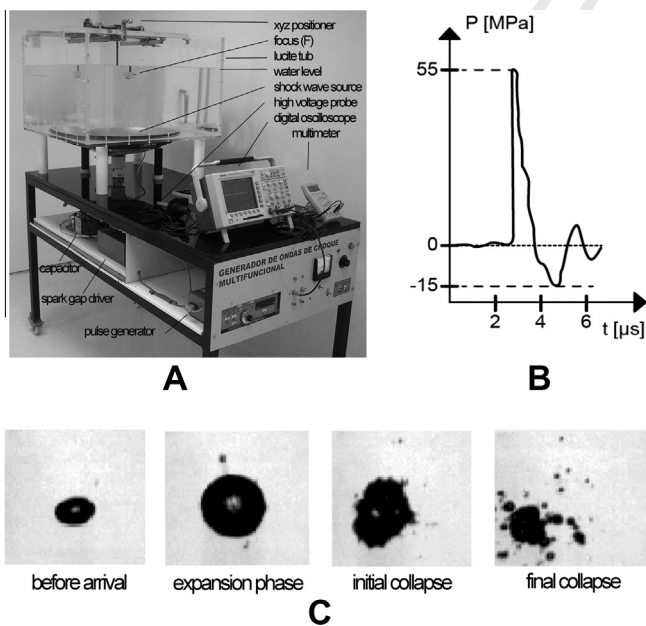 xyz positioner
focus (F)
lucite tub
water level
shock wave source
high voltage probe
digital oscilloscope
multimeter
capacitor
spark gap driver
pulse generator
GENERADOR DE ONDAS DE CHOQUE
MULTIFUNCIONAL
A
P [MPa]
55
0
-15
2
4
6
t [µs]
B
before arrival
expansion phase
initial collapse
final collapse
C